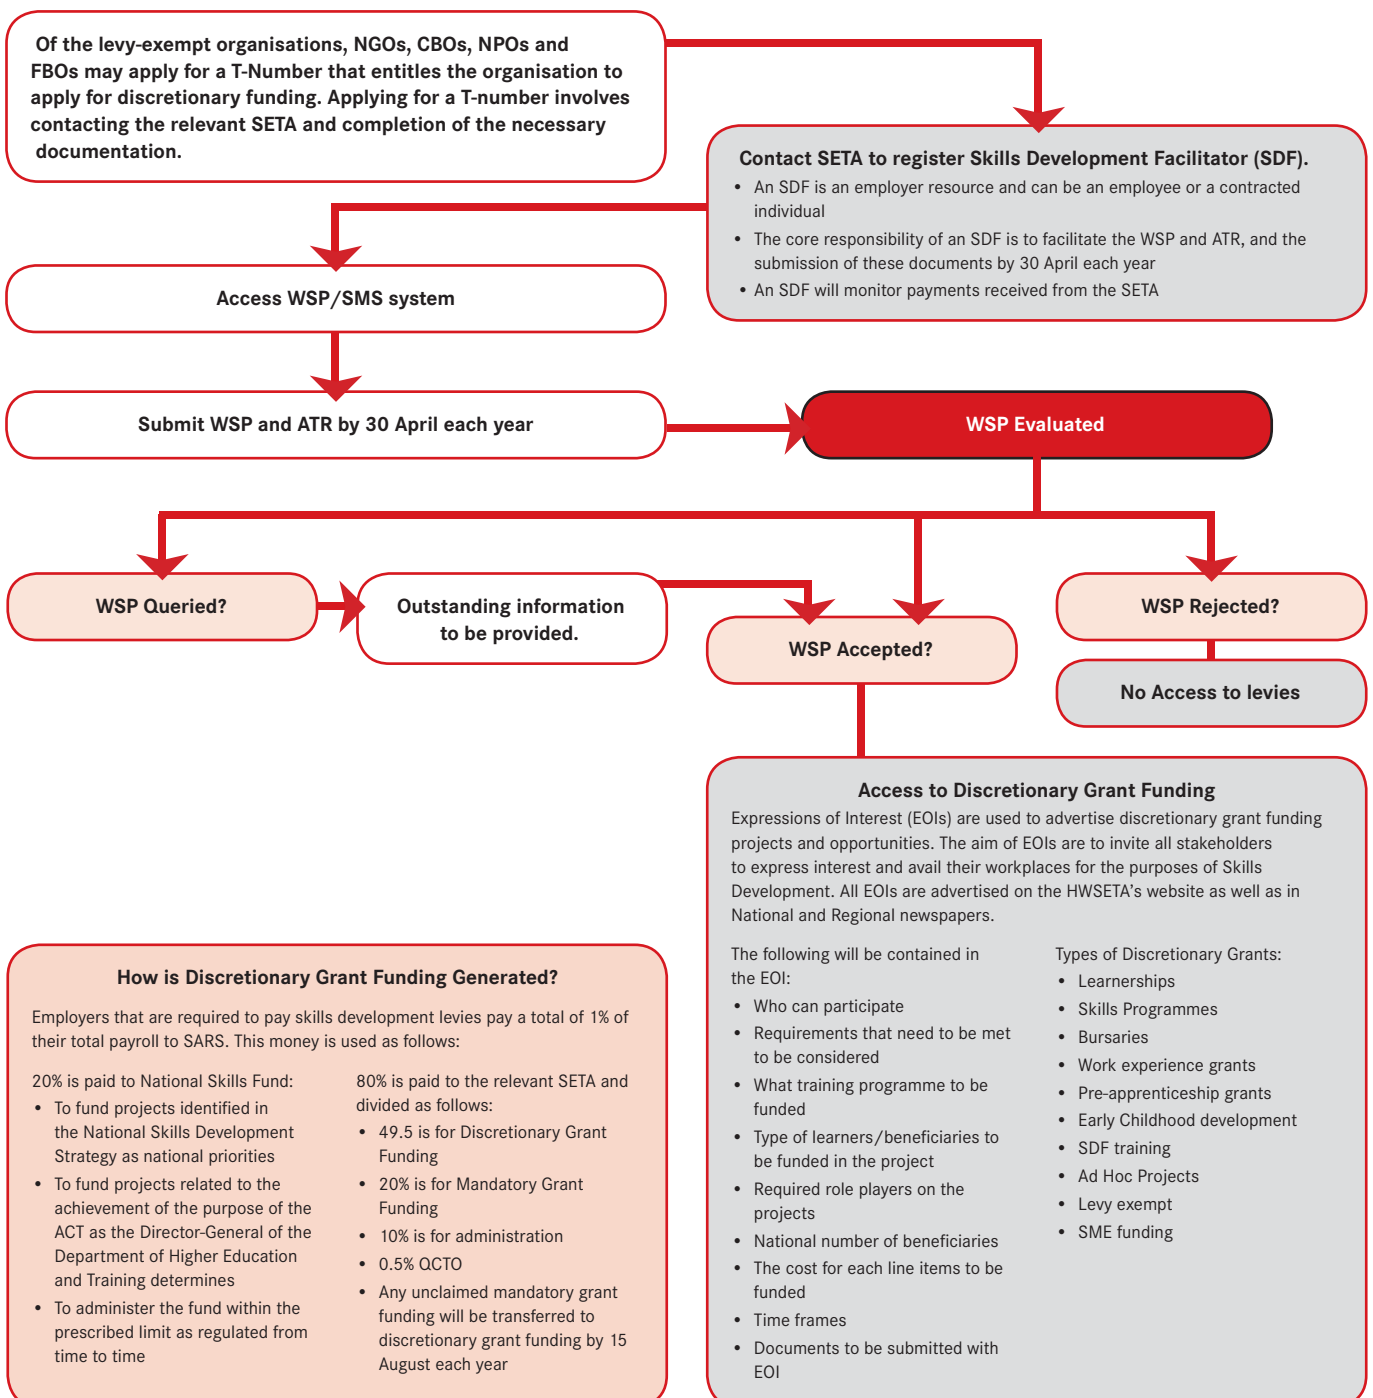 Of the levy-exempt organisations, NGOs, CBOs, NPOs and
FBOs may apply for a T-Number that entitles the organisation to
apply for discretionary funding. Applying for a T-number involves
contacting the relevant SETA and completion of the necessary
documentation.
Contact SETA to register Skills Development Facilitator (SDF).
• An SDF is an employer resource and can be an employee or a contracted
individual
• The core responsibility of an SDF is to facilitate the WSP and ATR, and the
submission of these documents by 30 April each year
• An SDF will monitor payments received from the SETA
Access WSP/SMS system
Submit WSP and ATR by 30 April each year
WSP Evaluated
WSP Queried?
Outstanding information
to be provided.
WSP Accepted?
WSP Rejected?
No Access to levies
Access to Discretionary Grant Funding
Expressions of Interest (EOIs) are used to advertise discretionary grant funding
projects and opportunities. The aim of EOIs are to invite all stakeholders
to express interest and avail their workplaces for the purposes of Skills
Development. All EOIs are advertised on the HWSETA's website as well as in
National and Regional newspapers.
The following will be contained in
the EOI:
• Who can participate
• Requirements that need to be met
to be considered
• What training programme to be
funded
• Type of learners/beneficiaries to
be funded in the project
• Required role players on the
projects
• National number of beneficiaries
• The cost for each line items to be
funded
• Time frames
• Documents to be submitted with
EOI
Types of Discretionary Grants:
• Learnerships
• Skills Programmes
• Bursaries
• Work experience grants
• Pre-apprenticeship grants
• Early Childhood development
• SDF training
• Ad Hoc Projects
• Levy exempt
• SME funding
How is Discretionary Grant Funding Generated?
Employers that are required to pay skills development levies pay a total of 1% of
their total payroll to SARS. This money is used as follows:
20% is paid to National Skills Fund:
• To fund projects identified in
the National Skills Development
Strategy as national priorities
• To fund projects related to the
achievement of the purpose of the
ACT as the Director-General of the
Department of Higher Education
and Training determines
• To administer the fund within the
prescribed limit as regulated from
time to time
80% is paid to the relevant SETA and
divided as follows:
• 49.5 is for Discretionary Grant
Funding
• 20% is for Mandatory Grant
Funding
• 10% is for administration
• 0.5% QCTO
• Any unclaimed mandatory grant
funding will be transferred to
discretionary grant funding by 15
August each year